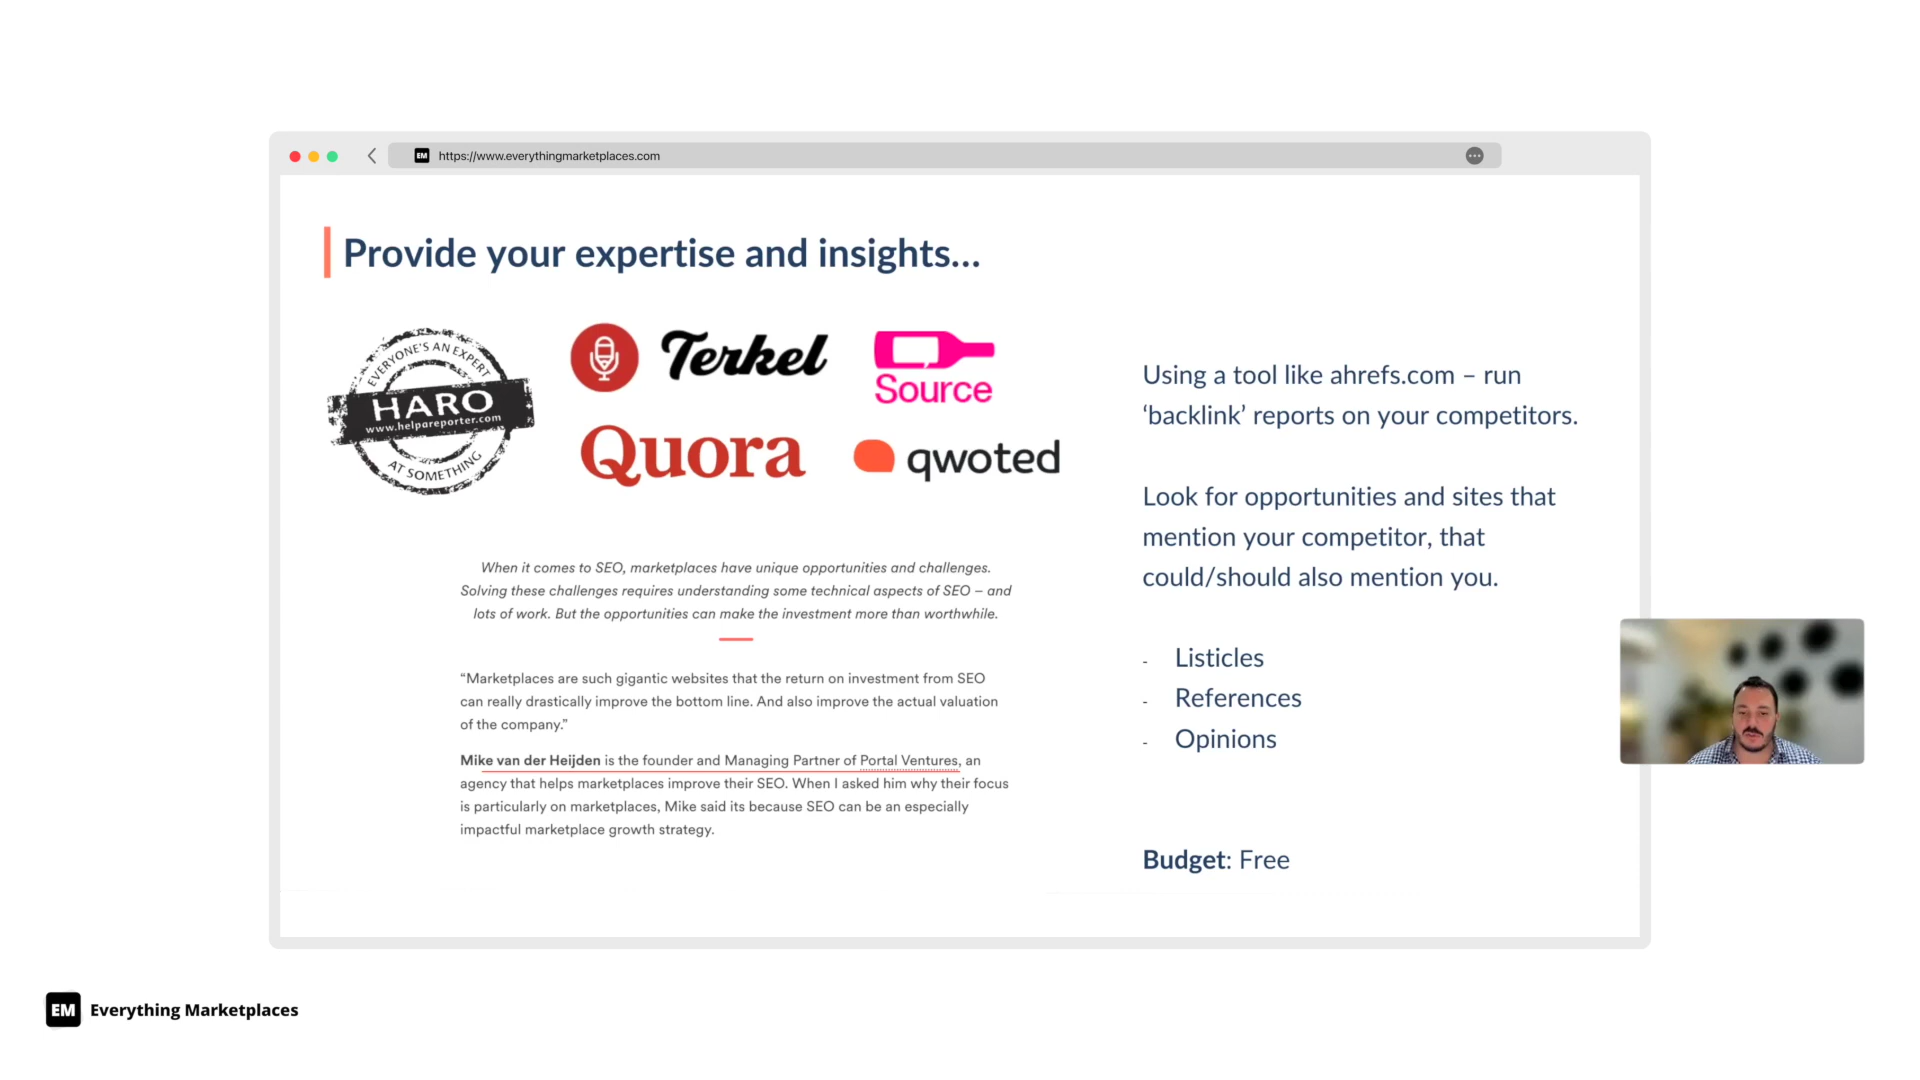 EM https://www.everythingmarketplaces.com
Provide your expertise and insights...
EVERYONE'S AN EXPERT
HARO
www.helpareporter.com
AT SOMETHING
Terkel
Source
Quora
qwoted
When it comes to SEO, marketplaces have unique opportunities and challenges.
Solving these challenges requires understanding some technical aspects of SEO – and
lots of work. But the opportunities can make the investment more than worthwhile.
“Marketplaces are such gigantic websites that the return on investment from SEO
can really drastically improve the bottom line. And also improve the actual valuation
of the company.”
Mike van der Heijden is the founder and Managing Partner of Portal Ventures, an
agency that helps marketplaces improve their SEO. When I asked him why their focus
is particularly on marketplaces, Mike said its because SEO can be an especially
impactful marketplace growth strategy.
Using a tool like ahrefs.com – run
‘backlink’ reports on your competitors.
Look for opportunities and sites that
mention your competitor, that
could/should also mention you.
- Listicles
- References
- Opinions
Budget: Free
EM Everything Marketplaces